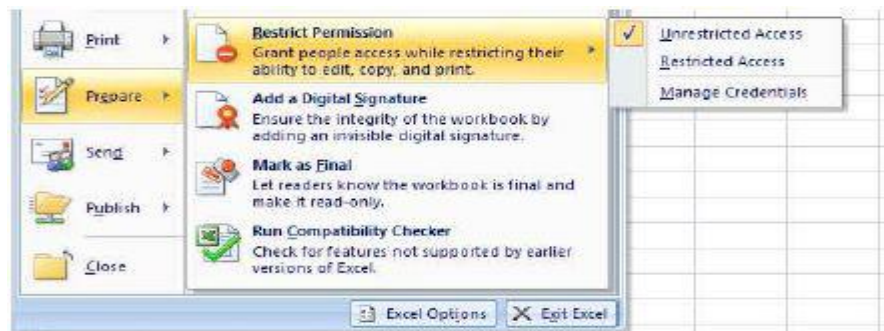 Print
Prepare
Send
Publish
Close
Restrict Permission
Grant people access while restricting their
ability to edit, copy, and print.
Add a Digital Signature
Ensure the integrity of the workbook by
adding an invisible digital signature.
Mark as Final
Let readers know the workbook is final and
make it read-only.
Run Compatibility Checker
Check for features not supported by earlier
versions of Excel.
Unrestricted Access
Restricted Access
Manage Credentials
Excel Options
Exit Excel